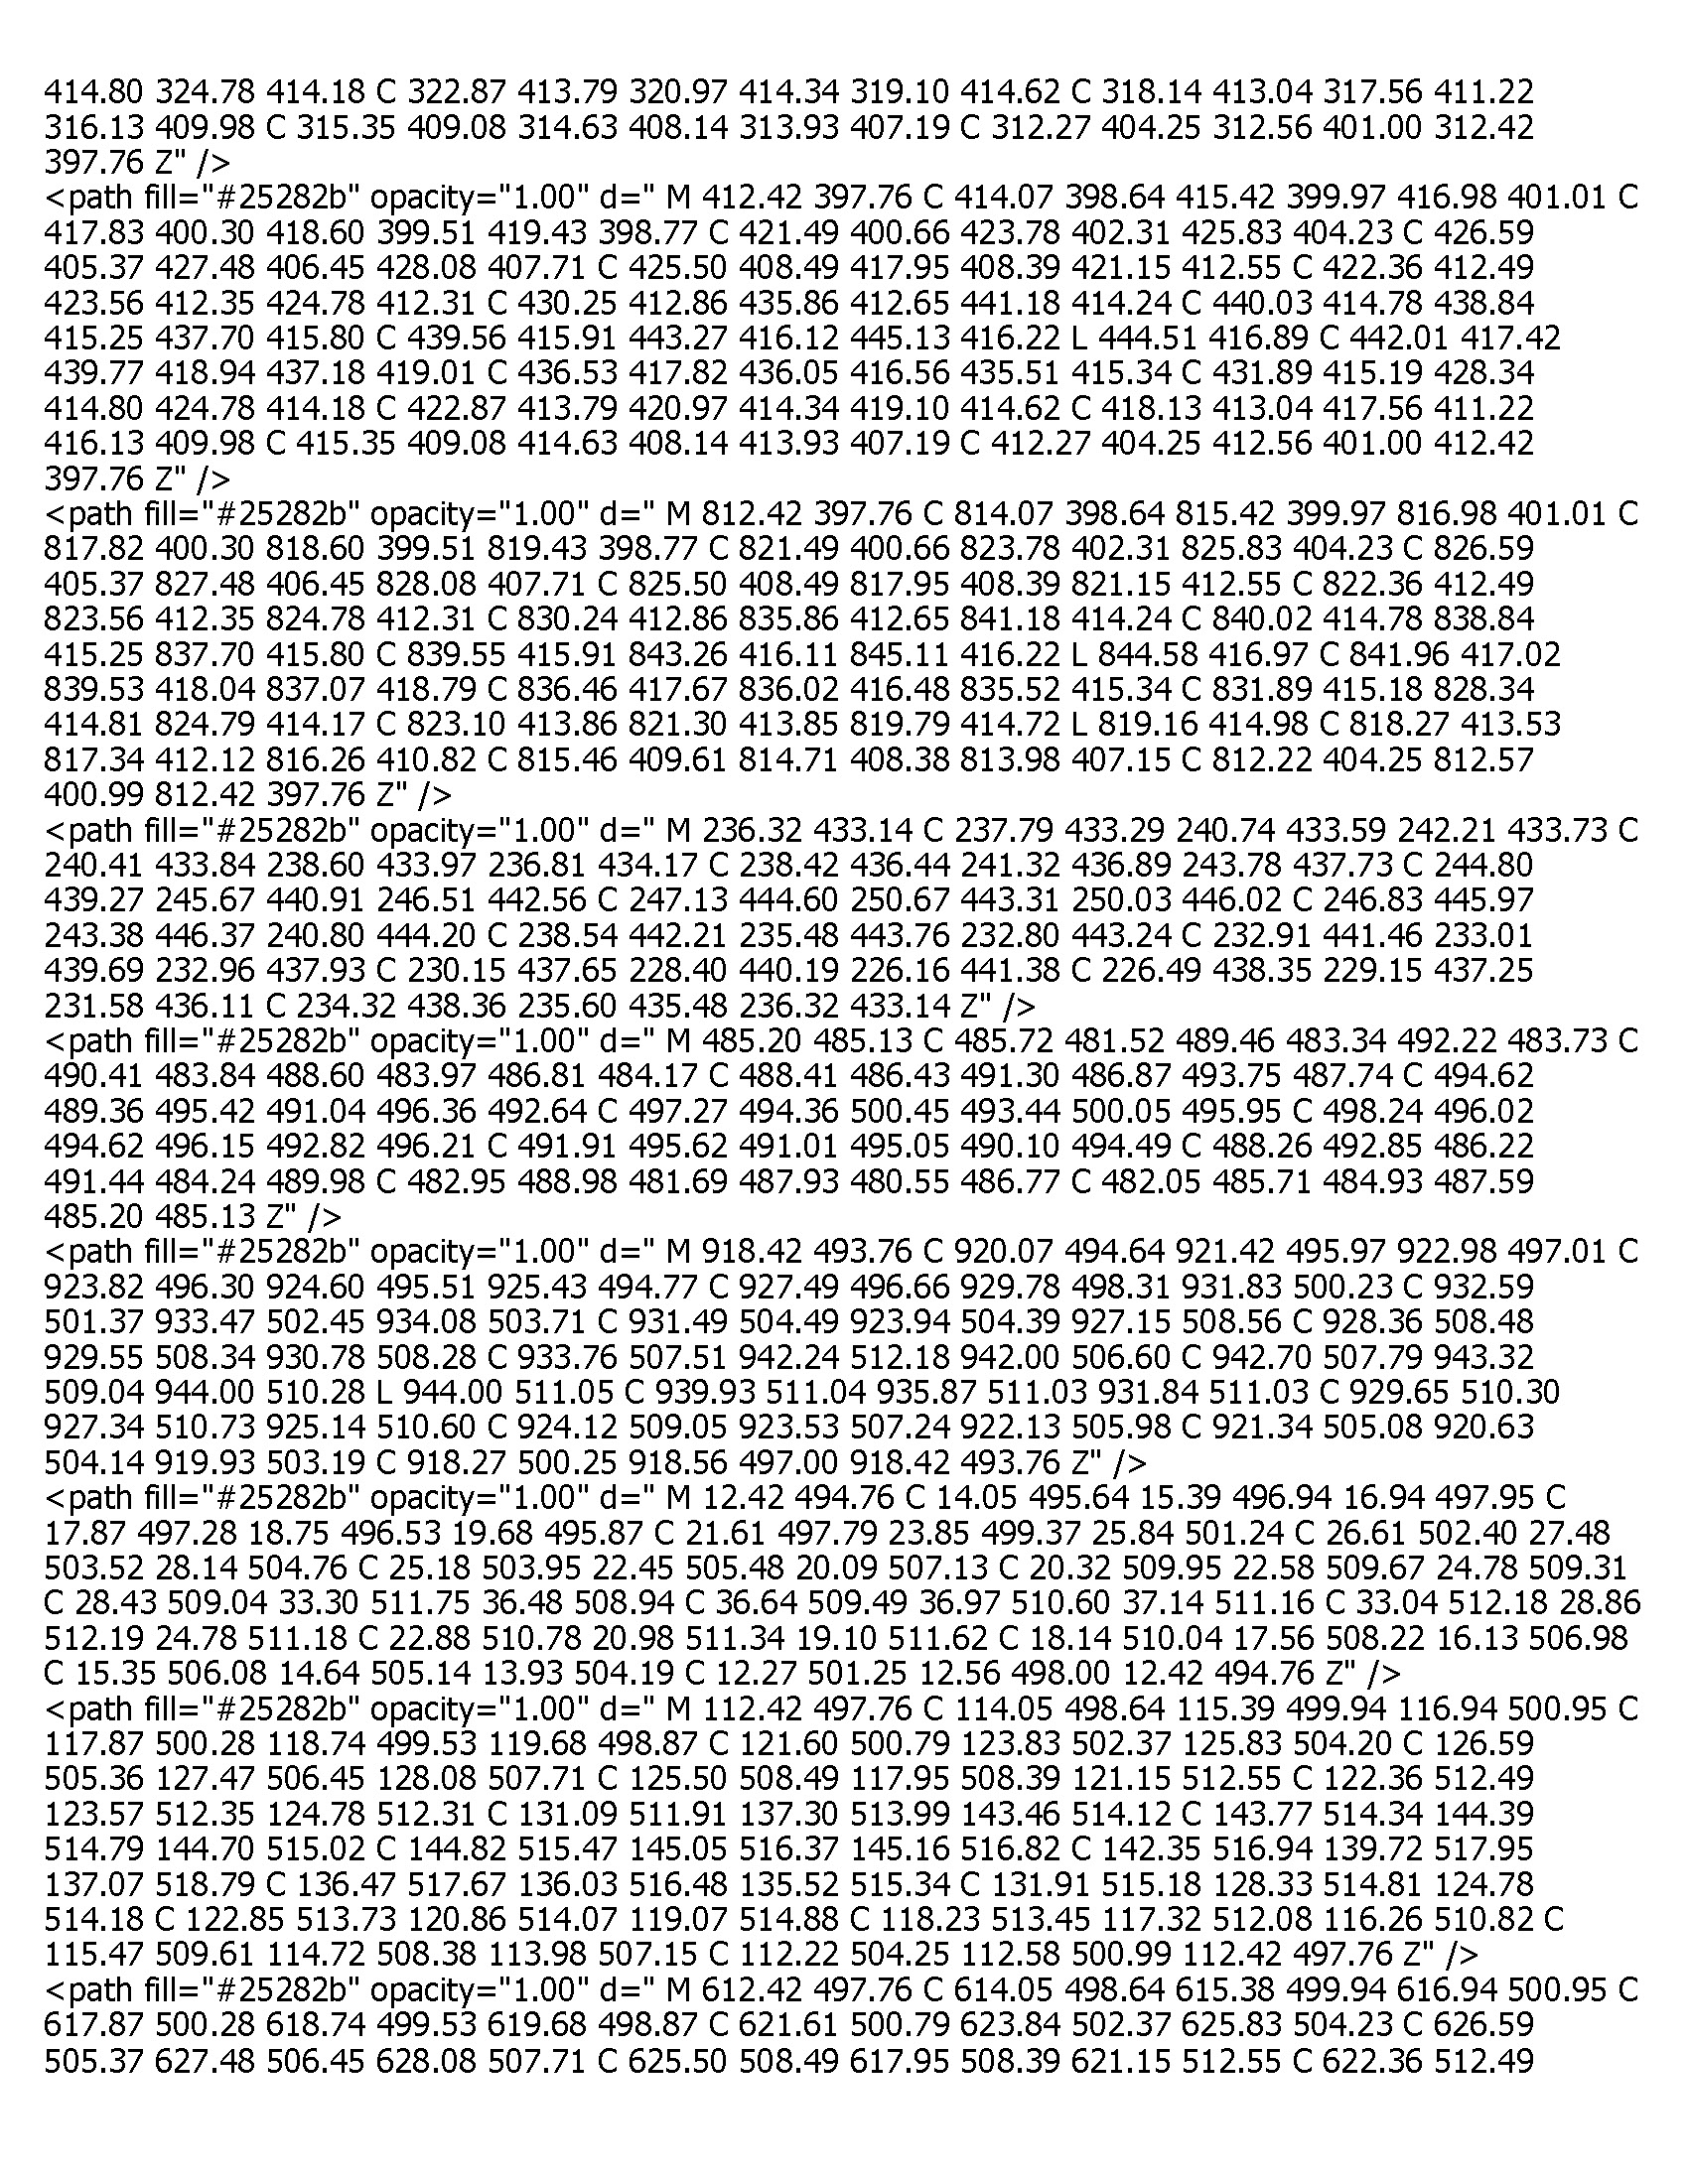 414.80 324.78 414.18 C 322.87 413.79 320.97 414.34 319.10 414.62 C 318.14 413.04 317.56 411.22
316.13 409.98 C 315.35 409.08 314.63 408.14 313.93 407.19 C 312.27 404.25 312.56 401.00 312.42
397.76 Z" />
<path fill="#25282b" opacity="1.00" d=" M 412.42 397.76 C 414.07 398.64 415.42 399.97 416.98 401.01 C
417.83 400.30 418.60 399.51 419.43 398.77 C 421.49 400.66 423.78 402.31 425.83 404.23 C 426.59
405.37 427.48 406.45 428.08 407.71 C 425.50 408.49 417.95 408.39 421.15 412.55 C 422.36 412.49
423.56 412.35 424.78 412.31 C 430.25 412.86 435.86 412.65 441.18 414.24 C 440.03 414.78 438.84
415.25 437.70 415.80 C 439.56 415.91 443.27 416.12 445.13 416.22 L 444.51 416.89 C 442.01 417.42
439.77 418.94 437.18 419.01 C 436.53 417.82 436.05 416.56 435.51 415.34 C 431.89 415.19 428.34
414.80 424.78 414.18 C 422.87 413.79 420.97 414.34 419.10 414.62 C 418.13 413.04 417.56 411.22
416.13 409.98 C 415.35 409.08 414.63 408.14 413.93 407.19 C 412.27 404.25 412.56 401.00 412.42
397.76 Z" />
<path fill="#25282b" opacity="1.00" d=" M 812.42 397.76 C 814.07 398.64 815.42 399.97 816.98 401.01 C
817.82 400.30 818.60 399.51 819.43 398.77 C 821.49 400.66 823.78 402.31 825.83 404.23 C 826.59
405.37 827.48 406.45 828.08 407.71 C 825.50 408.49 817.95 408.39 821.15 412.55 C 822.36 412.49
823.56 412.35 824.78 412.31 C 830.24 412.86 835.86 412.65 841.18 414.24 C 840.02 414.78 838.84
415.25 837.70 415.80 C 839.55 415.91 843.26 416.11 845.11 416.22 L 844.58 416.97 C 841.96 417.02
839.53 418.04 837.07 418.79 C 836.46 417.67 836.02 416.48 835.52 415.34 C 831.89 415.18 828.34
414.81 824.79 414.17 C 823.10 413.86 821.30 413.85 819.79 414.72 L 819.16 414.98 C 818.27 413.53
817.34 412.12 816.26 410.82 C 815.46 409.61 814.71 408.38 813.98 407.15 C 812.22 404.25 812.57
400.99 812.42 397.76 Z" />
<path fill="#25282b" opacity="1.00" d=" M 236.32 433.14 C 237.79 433.29 240.74 433.59 242.21 433.73 C
240.41 433.84 238.60 433.97 236.81 434.17 C 238.42 436.44 241.32 436.89 243.78 437.73 C 244.80
439.27 245.67 440.91 246.51 442.56 C 247.13 444.60 250.67 443.31 250.03 446.02 C 246.83 445.97
243.38 446.37 240.80 444.20 C 238.54 442.21 235.48 443.76 232.80 443.24 C 232.91 441.46 233.01
439.69 232.96 437.93 C 230.15 437.65 228.40 440.19 226.16 441.38 C 226.49 438.35 229.15 437.25
231.58 436.11 C 234.32 438.36 235.60 435.48 236.32 433.14 Z" />
<path fill="#25282b" opacity="1.00" d=" M 485.20 485.13 C 485.72 481.52 489.46 483.34 492.22 483.73 C
490.41 483.84 488.60 483.97 486.81 484.17 C 488.41 486.43 491.30 486.87 493.75 487.74 C 494.62
489.36 495.42 491.04 496.36 492.64 C 497.27 494.36 500.45 493.44 500.05 495.95 C 498.24 496.02
494.62 496.15 492.82 496.21 C 491.91 495.62 491.01 495.05 490.10 494.49 C 488.26 492.85 486.22
491.44 484.24 489.98 C 482.95 488.98 481.69 487.93 480.55 486.77 C 482.05 485.71 484.93 487.59
485.20 485.13 Z" />
<path fill="#25282b" opacity="1.00" d=" M 918.42 493.76 C 920.07 494.64 921.42 495.97 922.98 497.01 C
923.82 496.30 924.60 495.51 925.43 494.77 C 927.49 496.66 929.78 498.31 931.83 500.23 C 932.59
501.37 933.47 502.45 934.08 503.71 C 931.49 504.49 923.94 504.39 927.15 508.56 C 928.36 508.48
929.55 508.34 930.78 508.28 C 933.76 507.51 942.24 512.18 942.00 506.60 C 942.70 507.79 943.32
509.04 944.00 510.28 L 944.00 511.05 C 939.93 511.04 935.87 511.03 931.84 511.03 C 929.65 510.30
927.34 510.73 925.14 510.60 C 924.12 509.05 923.53 507.24 922.13 505.98 C 921.34 505.08 920.63
504.14 919.93 503.19 C 918.27 500.25 918.56 497.00 918.42 493.76 Z" />
<path fill="#25282b" opacity="1.00" d=" M 12.42 494.76 C 14.05 495.64 15.39 496.94 16.94 497.95 C
17.87 497.28 18.75 496.53 19.68 495.87 C 21.61 497.79 23.85 499.37 25.84 501.24 C 26.61 502.40 27.48
503.52 28.14 504.76 C 25.18 503.95 22.45 505.48 20.09 507.13 C 20.32 509.95 22.58 509.67 24.78 509.31
C 28.43 509.04 33.30 511.75 36.48 508.94 C 36.64 509.49 36.97 510.60 37.14 511.16 C 33.04 512.18 28.86
512.19 24.78 511.18 C 22.88 510.78 20.98 511.34 19.10 511.62 C 18.14 510.04 17.56 508.22 16.13 506.98
C 15.35 506.08 14.64 505.14 13.93 504.19 C 12.27 501.25 12.56 498.00 12.42 494.76 Z" />
<path fill="#25282b" opacity="1.00" d=" M 112.42 497.76 C 114.05 498.64 115.39 499.94 116.94 500.95 C
117.87 500.28 118.74 499.53 119.68 498.87 C 121.60 500.79 123.83 502.37 125.83 504.20 C 126.59
505.36 127.47 506.45 128.08 507.71 C 125.50 508.49 117.95 508.39 121.15 512.55 C 122.36 512.49
123.57 512.35 124.78 512.31 C 131.09 511.91 137.30 513.99 143.46 514.12 C 143.77 514.34 144.39
514.79 144.70 515.02 C 144.82 515.47 145.05 516.37 145.16 516.82 C 142.35 516.94 139.72 517.95
137.07 518.79 C 136.47 517.67 136.03 516.48 135.52 515.34 C 131.91 515.18 128.33 514.81 124.78
514.18 C 122.85 513.73 120.86 514.07 119.07 514.88 C 118.23 513.45 117.32 512.08 116.26 510.82 C
115.47 509.61 114.72 508.38 113.98 507.15 C 112.22 504.25 112.58 500.99 112.42 497.76 Z" />
<path fill="#25282b" opacity="1.00" d=" M 612.42 497.76 C 614.05 498.64 615.38 499.94 616.94 500.95 C
617.87 500.28 618.74 499.53 619.68 498.87 C 621.61 500.79 623.84 502.37 625.83 504.23 C 626.59
505.37 627.48 506.45 628.08 507.71 C 625.50 508.49 617.95 508.39 621.15 512.55 C 622.36 512.49